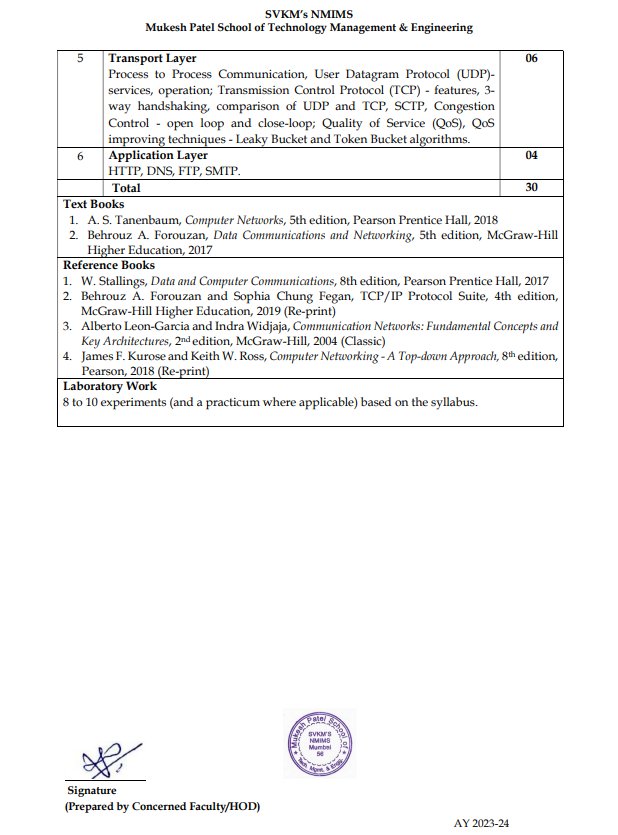 SVKM's NMIMS
Mukesh Patel School of Technology Management & Engineering
5 Transport Layer 06
Process to Process Communication, User Datagram Protocol (UDP)-
services, operation; Transmission Control Protocol (TCP) - features, 3-
way handshaking, comparison of UDP and TCP, SCTP, Congestion
Control - open loop and close-loop; Quality of Service (QoS), QoS
improving techniques - Leaky Bucket and Token Bucket algorithms.
6 Application Layer 04
HTTP, DNS, FTP, SMTP.
Total 30
Text Books
1. A. S. Tanenbaum, Computer Networks, 5th edition, Pearson Prentice Hall, 2018
2. Behrouz A. Forouzan, Data Communications and Networking, 5th edition, McGraw-Hill
Higher Education, 2017
Reference Books
1. W. Stallings, Data and Computer Communications, 8th edition, Pearson Prentice Hall, 2017
2. Behrouz A. Forouzan and Sophia Chung Fegan, TCP/IP Protocol Suite, 4th edition,
McGraw-Hill Higher Education, 2019 (Re-print)
3. Alberto Leon-Garcia and Indra Widjaja, Communication Networks: Fundamental Concepts and
Key Architectures, 2nd edition, McGraw-Hill, 2004 (Classic)
4. James F. Kurose and Keith W. Ross, Computer Networking - A Top-down Approach, 8th edition,
Pearson, 2018 (Re-print)
Laboratory Work
8 to 10 experiments (and a practicum where applicable) based on the syllabus.
Mukesh Patel School of
SVKM'S
NMIMS
Mumbai
56
Tech. Mgmt. & Engg.
Signature
(Prepared by Concerned Faculty/HOD)
AY 2023-24